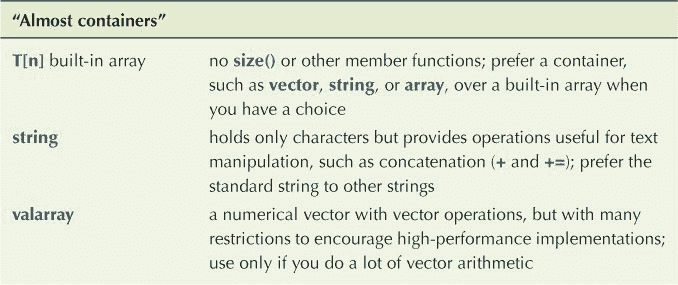 “Almost containers”
T[n] built-in array no size() or other member functions; prefer a container,
such as vector, string, or array, over a built-in array when
you have a choice
string holds only characters but provides operations useful for text
manipulation, such as concatenation (+ and +=); prefer the
standard string to other strings
valarray a numerical vector with vector operations, but with many
restrictions to encourage high-performance implementations;
use only if you do a lot of vector arithmetic